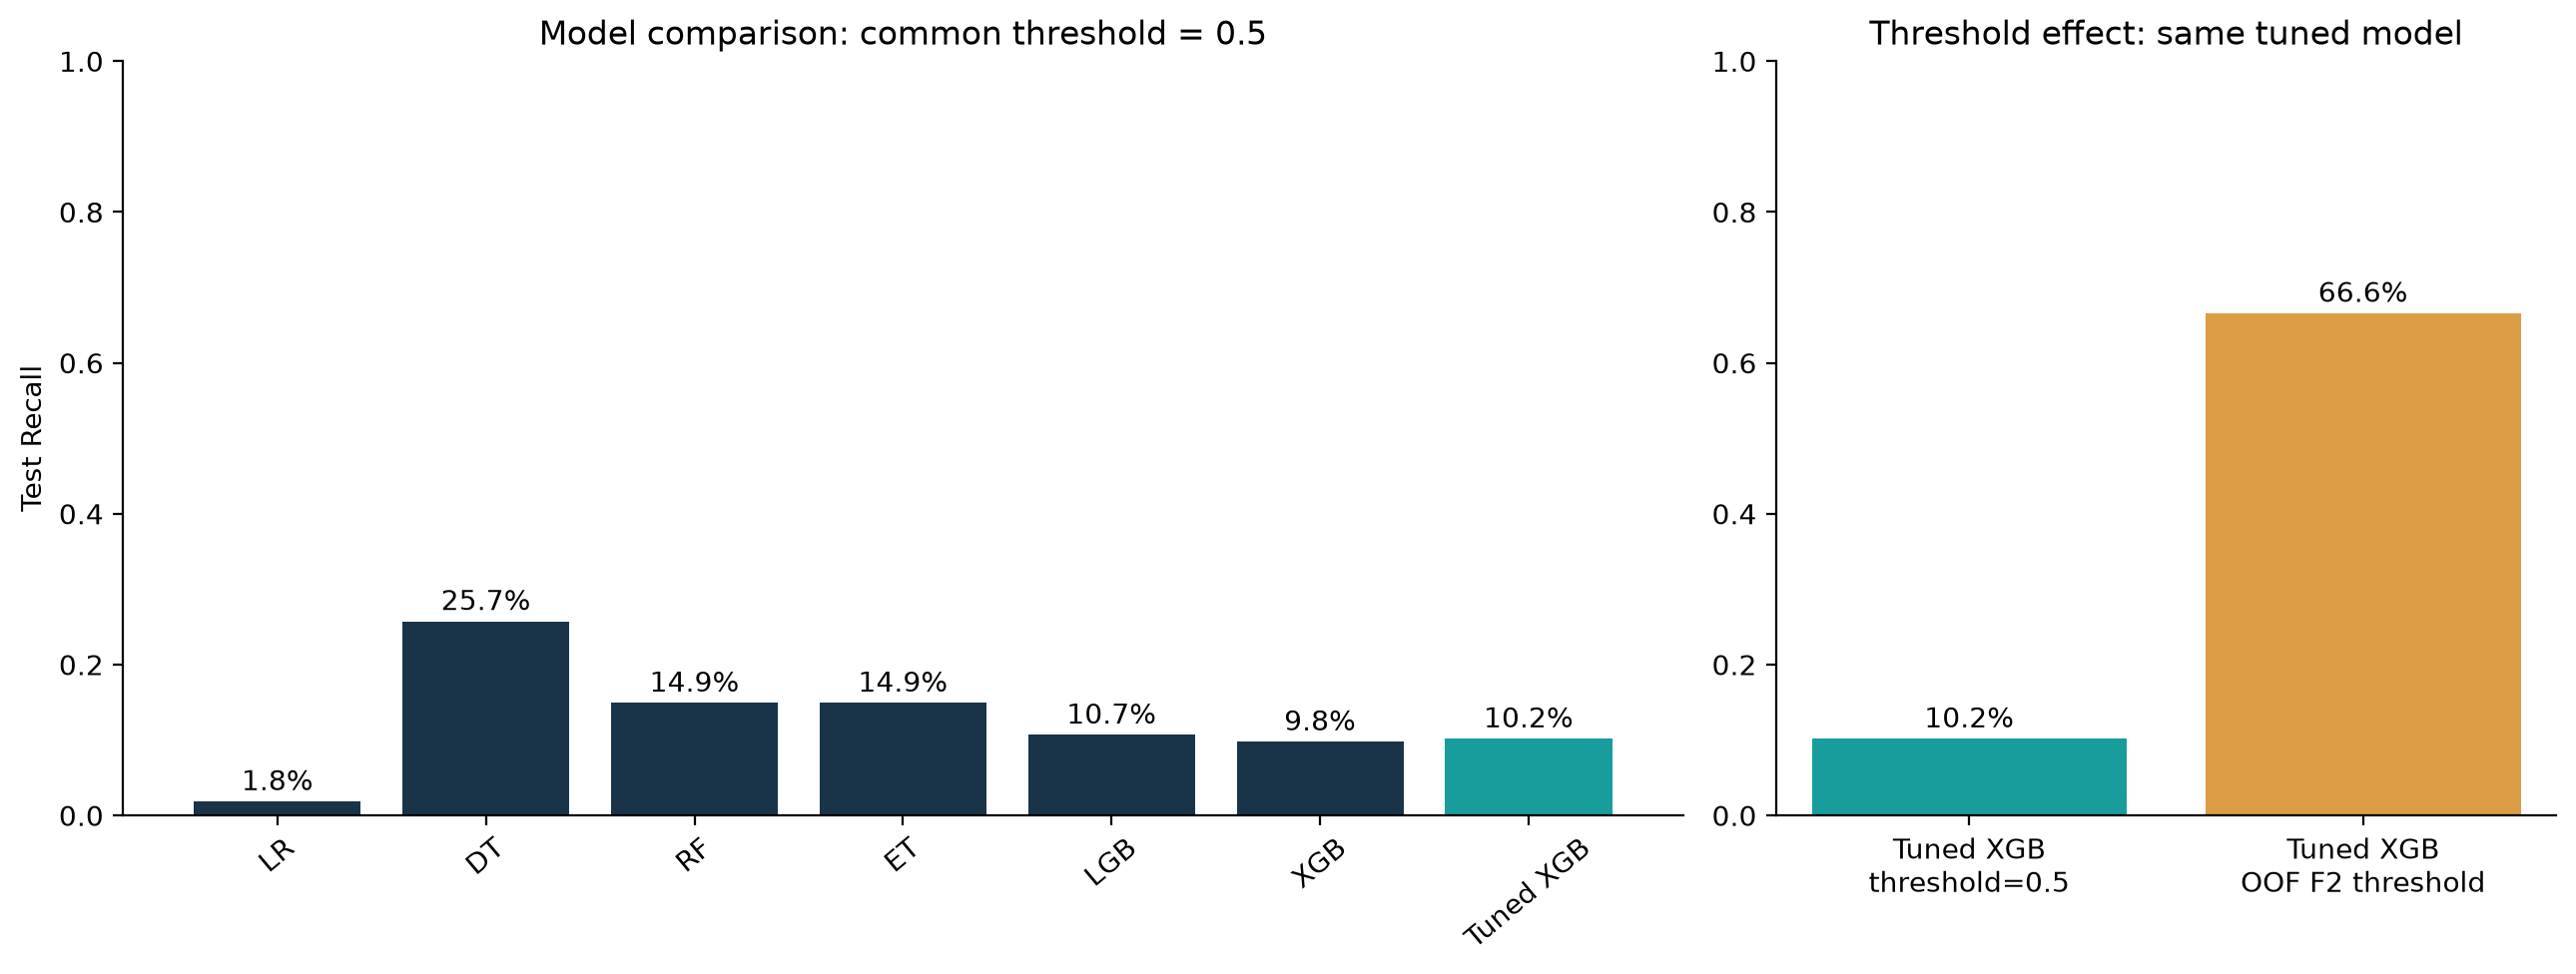 Model comparison: common threshold = 0.5
Test Recall
1.0
0.8
0.6
0.4
0.2
0.0
1.8%
25.7%
14.9%
14.9%
10.7%
9.8%
10.2%
LR
DT
RF
ET
LGB
XGB
Tuned XGB
Threshold effect: same tuned model
1.0
0.8
0.6
0.4
0.2
0.0
10.2%
66.6%
Tuned XGB
threshold=0.5
Tuned XGB
OOF F2 threshold